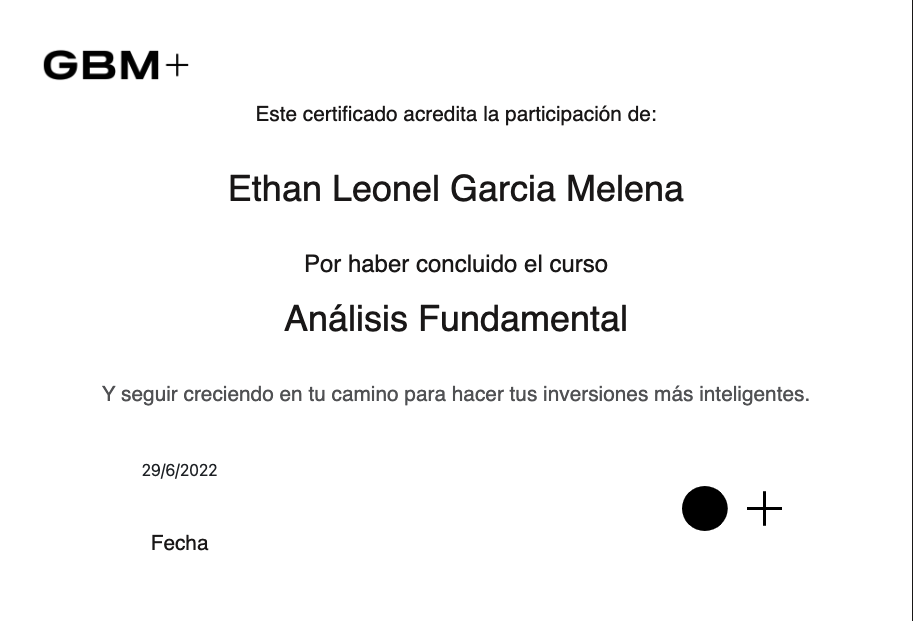 GBM+
Este certificado acredita la participación de:
Ethan Leonel Garcia Melena
Por haber concluido el curso
Análisis Fundamental
Y seguir creciendo en tu camino para hacer tus inversiones más inteligentes.
29/6/2022
Fecha